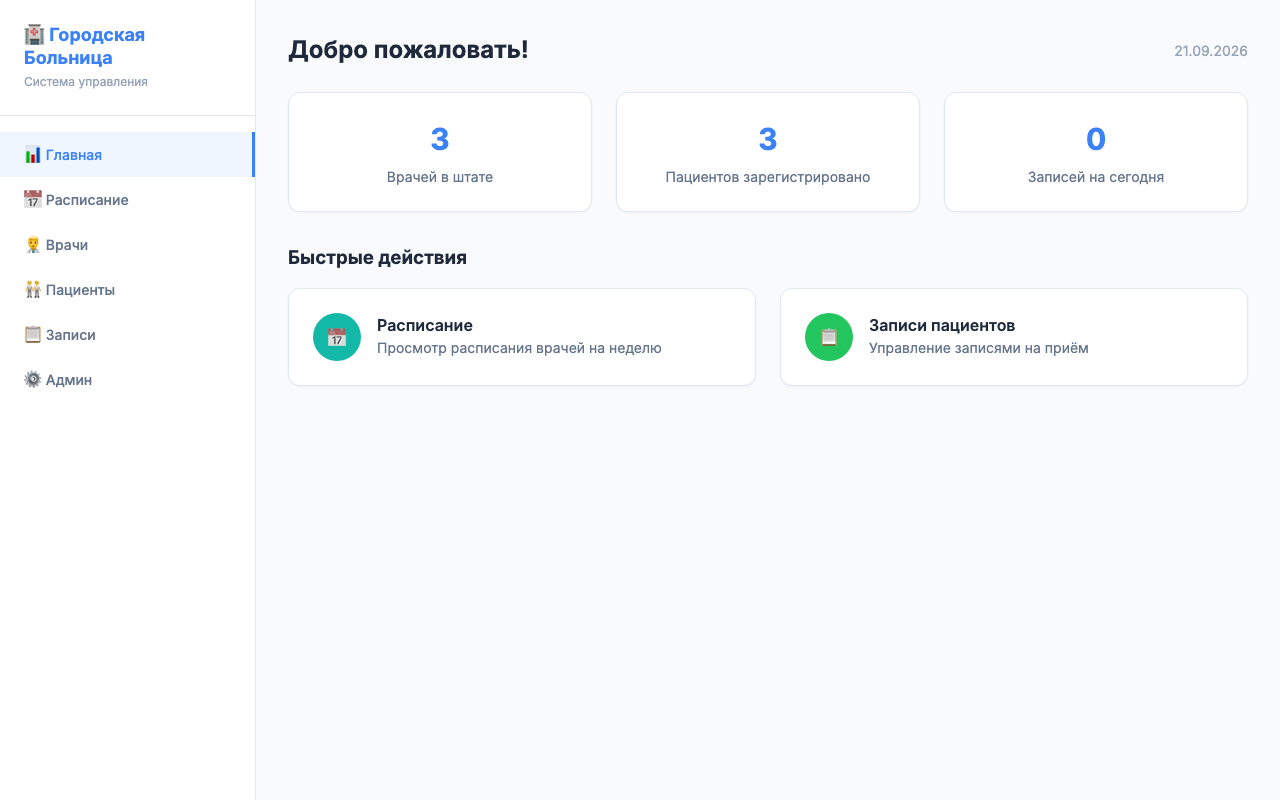 Городская
Больница
Система управления
Главная
Расписание
Врачи
Пациенты
Записи
Админ
Добро пожаловать!
21.09.2026
3
Врачей в штате
3
Пациентов зарегистрировано
0
Записей на сегодня
Быстрые действия
17
Расписание
Просмотр расписания врачей на неделю
Записи пациентов
Управление записями на приём